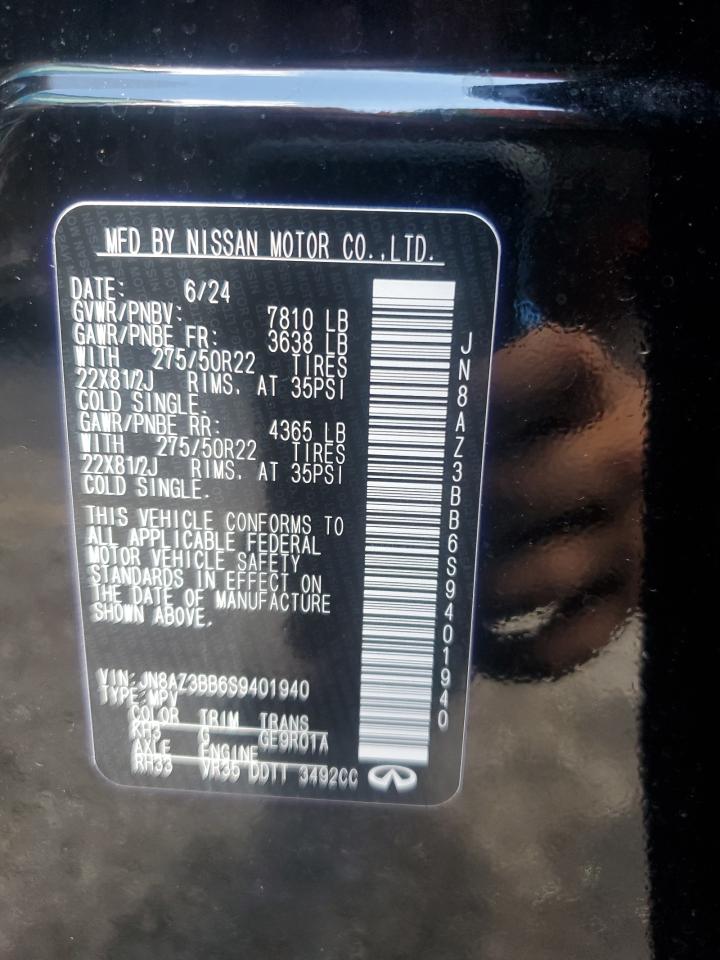 MFD BY NISSAN MOTOR CO.,LTD.
DATE: 6/24
GVWR/PNBV: 7810 LB
GAWR/PNBE FR: 3638 LB
WITH 275/50R22 TIRES
22X81/2J RIMS. AT 35PSI
COLD SINGLE.
GAWR/PNBE RR: 4365 LB
WITH 275/50R22 TIRES
22X81/2J RIMS. AT 35PSI
COLD SINGLE.
THIS VEHICLE CONFORMS TO
ALL APPLICABLE FEDERAL
MOTOR VEHICLE SAFETY
STANDARDS IN EFFECT ON
THE DATE OF MANUFACTURE
SHOWN ABOVE.
VIN:JN8AZ3BB6S9401940
TYPE:MPV
COLOR TRIM TRANS
KH3 G GE9R01A
AXLE ENGINE
RH33 VR35 DDTT 3492CC
JN8AZ3BB6S9401940